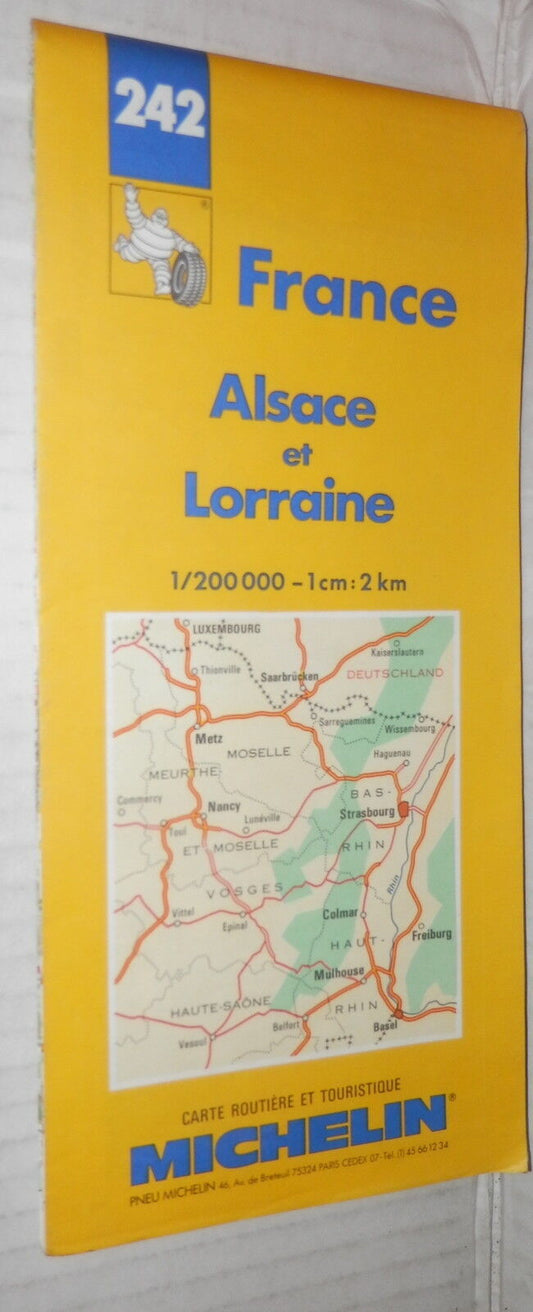 242
®
France
Alsace
et
Lorraine
1/200 000 – 1 cm : 2 km
LUXEMBOURG
Kaiserslautern
Thionville
Saarbrücken
DEUTSCHLAND
Sarreguemines
Wissembourg
Metz
MOSELLE
Haguenau
MEURTHE
BAS-
Commercy
Nancy
Strasbourg
Lunéville
Toul
ET MOSELLE
RHIN
VOSGES
Rhin
Vittel
Colmar
Epinal
Freiburg
HAUT-
Mulhouse
HAUTE-SAÔNE
RHIN
Belfort
Basel
Vesoul
CARTE ROUTIÈRE ET TOURISTIQUE
MICHELIN®
PNEU MICHELIN 46, Av. de Breteuil 75324 PARIS CEDEX 07 - Tél. (1) 45 66 12 34